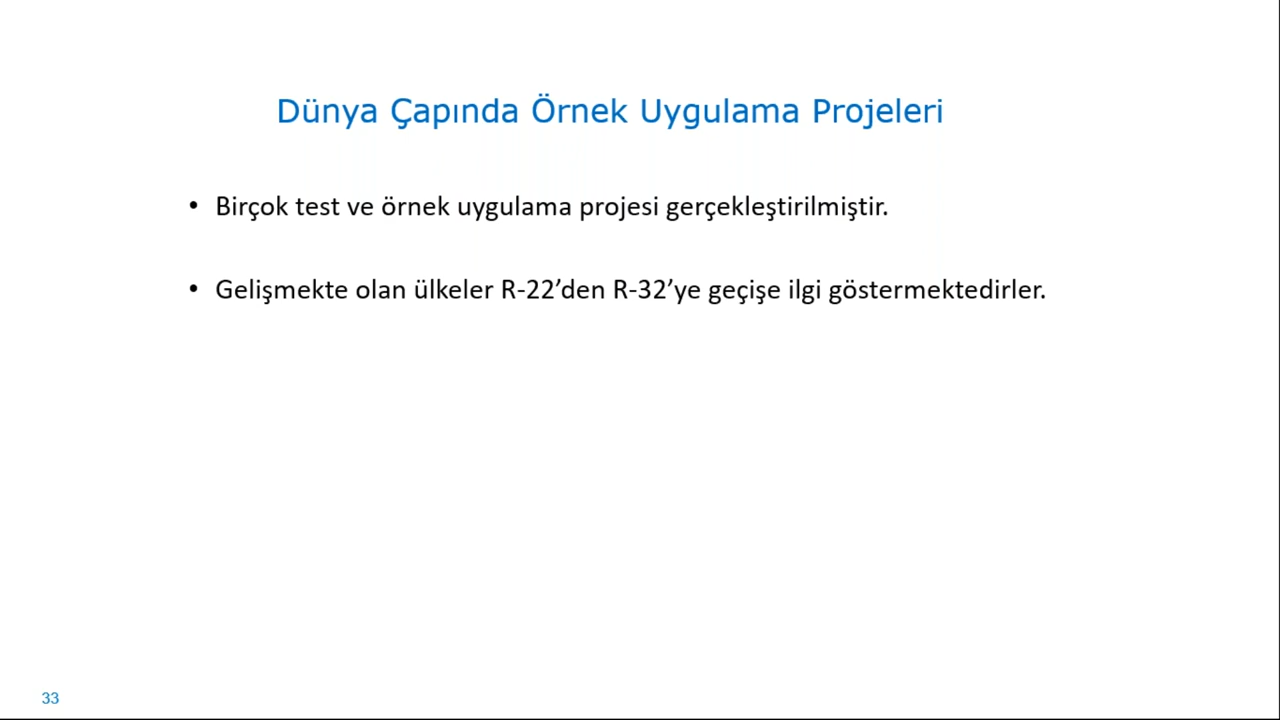 Dünya Çapında Örnek Uygulama Projeleri
• Birçok test ve örnek uygulama projesi gerçekleştirilmiştir.
• Gelişmekte olan ülkeler R-22’den R-32’ye geçişe ilgi göstermektedirler.
33